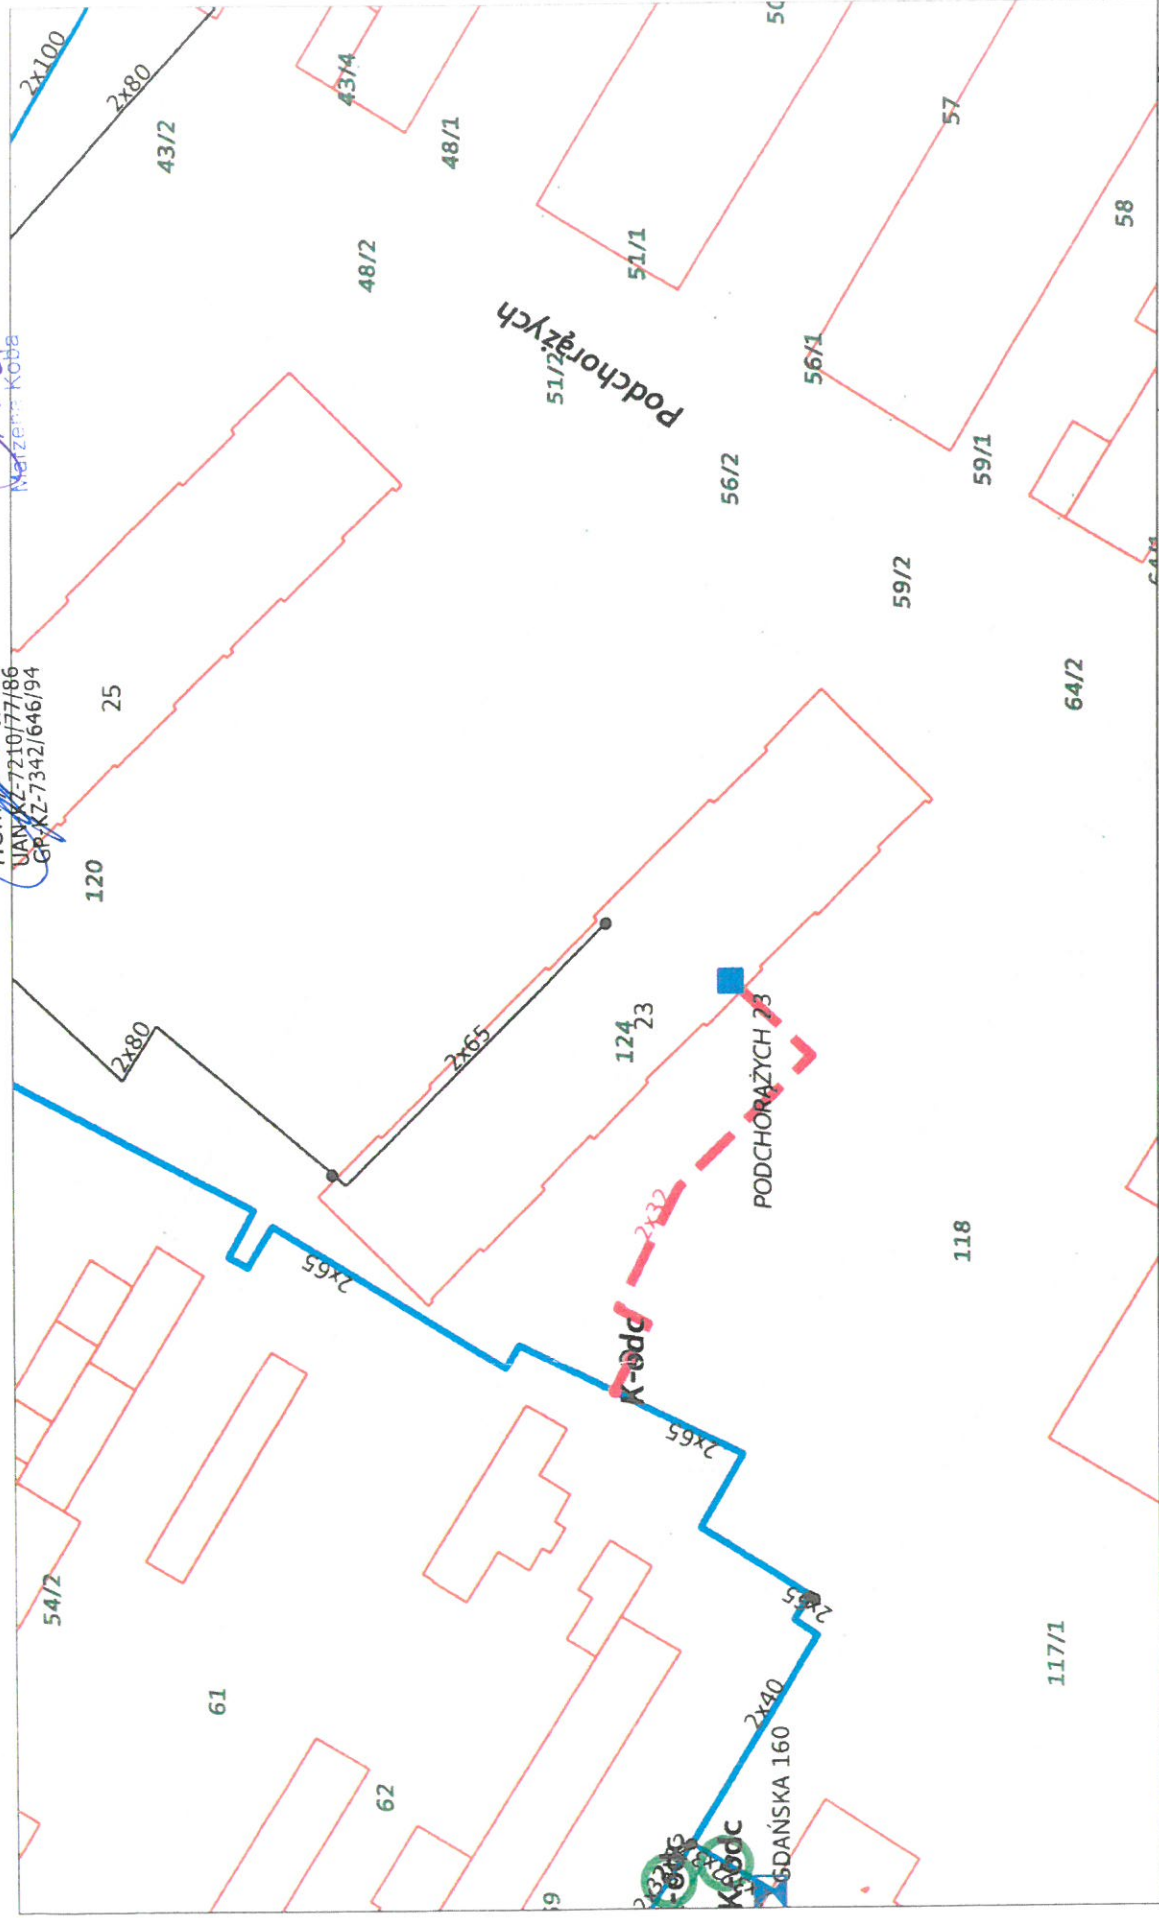 Marzena Koba
UAN-KZ-7210/77/86
GP-KZ-7342/646/94
2x100
2x80
43/2
43/4
48/1
48/2
50
57
58
51/1
51/2
Podchorążych
56/1
56/2
59/1
59/2
64/2
25
120
2x80
2x65
124
23
PODCHORĄŻYCH 23
2x32
K-odc
118
2x65
2x65
2x65
54/2
61
62
2x40
117/1
GDAŃSKA 160
K-odc